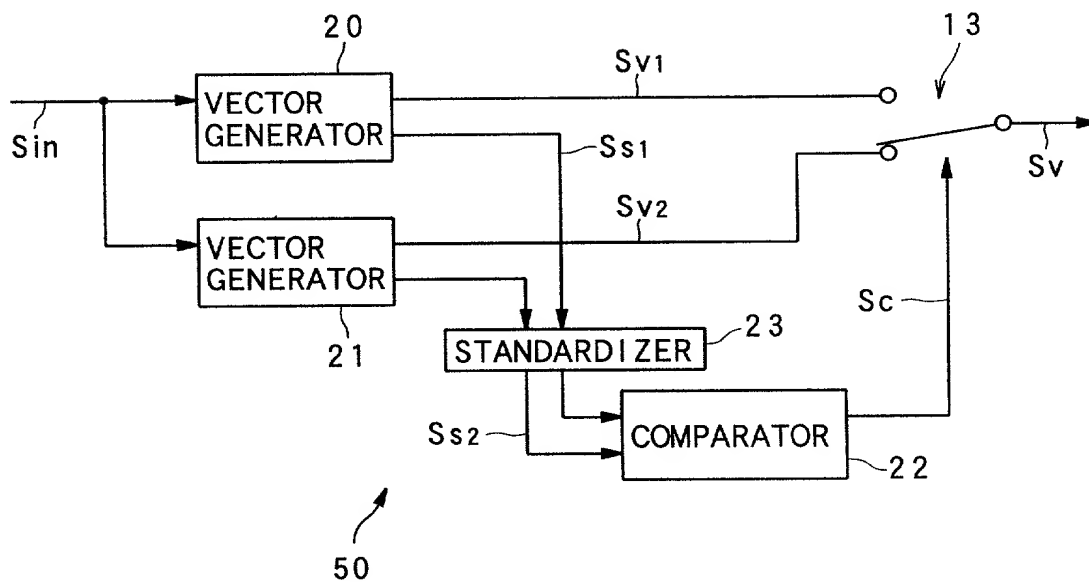 20
13
VECTOR
GENERATOR
Sv1
Sin
Ss1
Sv
Sv2
VECTOR
GENERATOR
Sc
21
23
STANDARDIZER
Ss2
COMPARATOR
22
50